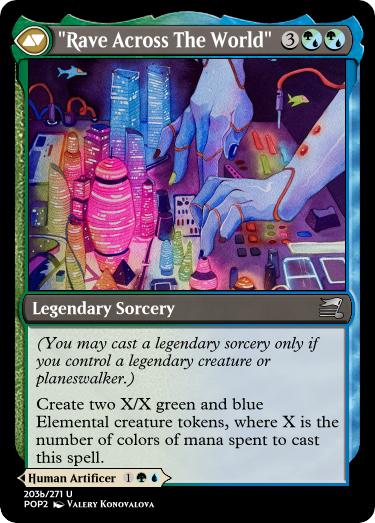 "Rave Across The World" 3
Legendary Sorcery
(You may cast a legendary sorcery only if
you control a legendary creature or
planeswalker.)
Create two X/X green and blue
Elemental creature tokens, where X is the
number of colors of mana spent to cast
this spell.
Human Artificer 1
203b/271 U
POP2 Valery Konovalova